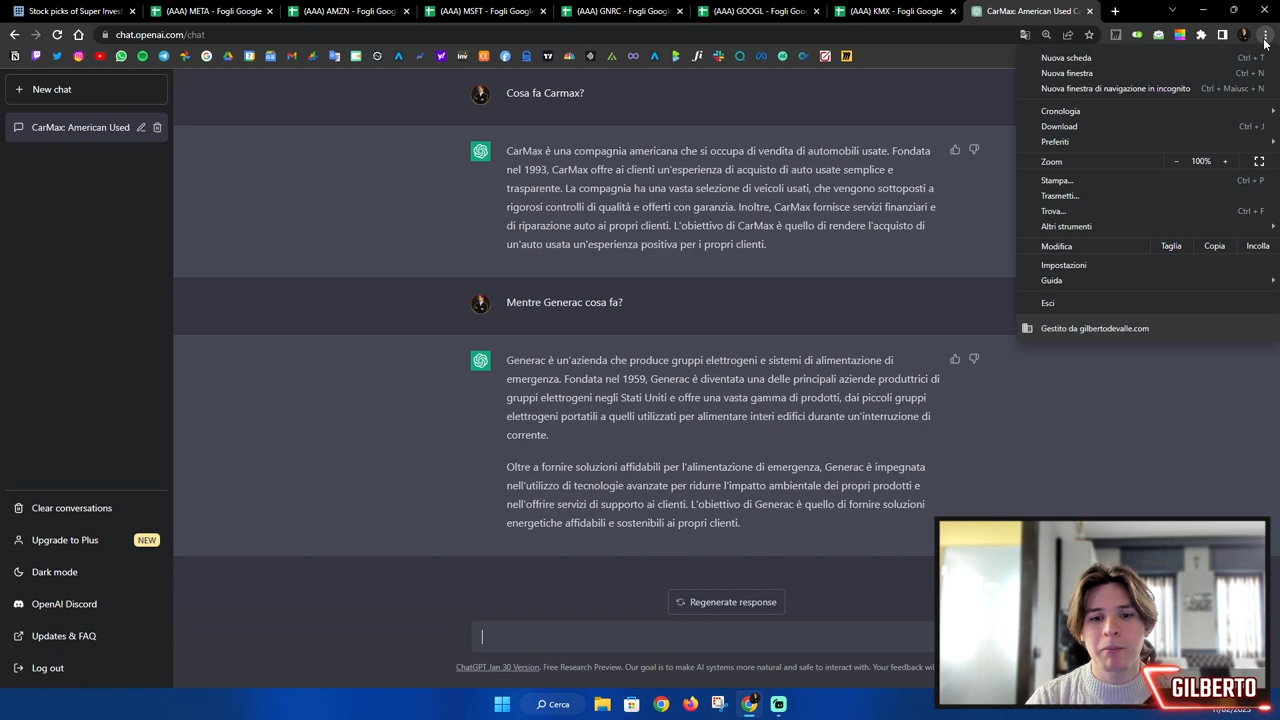 Stock picks of Super Invest
(AAA) META - Fogli Google
(AAA) AMZN - Fogli Googl
(AAA) MSFT - Fogli Google
(AAA) GNRC - Fogli Google
(AAA) GOOGL - Fogli Goog
(AAA) KMX - Fogli Google
CarMax: American Used Ca
chat.openai.com/chat
New chat
CarMax: American Used
Clear conversations
Upgrade to Plus NEW
Dark mode
OpenAI Discord
Updates & FAQ
Log out
Cosa fa Carmax?
CarMax è una compagnia americana che si occupa di vendita di automobili usate. Fondata
nel 1993, CarMax offre ai clienti un'esperienza di acquisto di auto usate semplice e
trasparente. La compagnia ha una vasta selezione di veicoli usati, che vengono sottoposti a
rigorosi controlli di qualità e offerti con garanzia. Inoltre, CarMax fornisce servizi finanziari e
di riparazione auto ai propri clienti. L'obiettivo di CarMax è quello di rendere l'acquisto di
un'auto usata un'esperienza positiva per i propri clienti.
Mentre Generac cosa fa?
Generac è un'azienda che produce gruppi elettrogeni e sistemi di alimentazione di
emergenza. Fondata nel 1959, Generac è diventata una delle principali aziende produttrici di
gruppi elettrogeni negli Stati Uniti e offre una vasta gamma di prodotti, dai piccoli gruppi
elettrogeni portatili a quelli utilizzati per alimentare interi edifici durante un'interruzione di
corrente.
Oltre a fornire soluzioni affidabili per l'alimentazione di emergenza, Generac è impegnata
nell'utilizzo di tecnologie avanzate per ridurre l'impatto ambientale dei propri prodotti e
nell'offrire servizi di supporto ai clienti. L'obiettivo di Generac è quello di fornire soluzioni
energetiche affidabili e sostenibili ai propri clienti.
Regenerate response
ChatGPT Jan 30 Version. Free Research Preview. Our goal is to make AI systems more natural and safe to interact with. Your feedback will
Nuova scheda Ctrl + T
Nuova finestra Ctrl + N
Nuova finestra di navigazione in incognito Ctrl + Maiusc + N
Cronologia
Download Ctrl + J
Preferiti
Zoom − 100% +
Stampa... Ctrl + P
Trasmetti...
Trova... Ctrl + F
Altri strumenti
Modifica Taglia Copia Incolla
Impostazioni
Guida
Esci
Gestito da gilbertodevalle.com
GILBERTO
Cerca